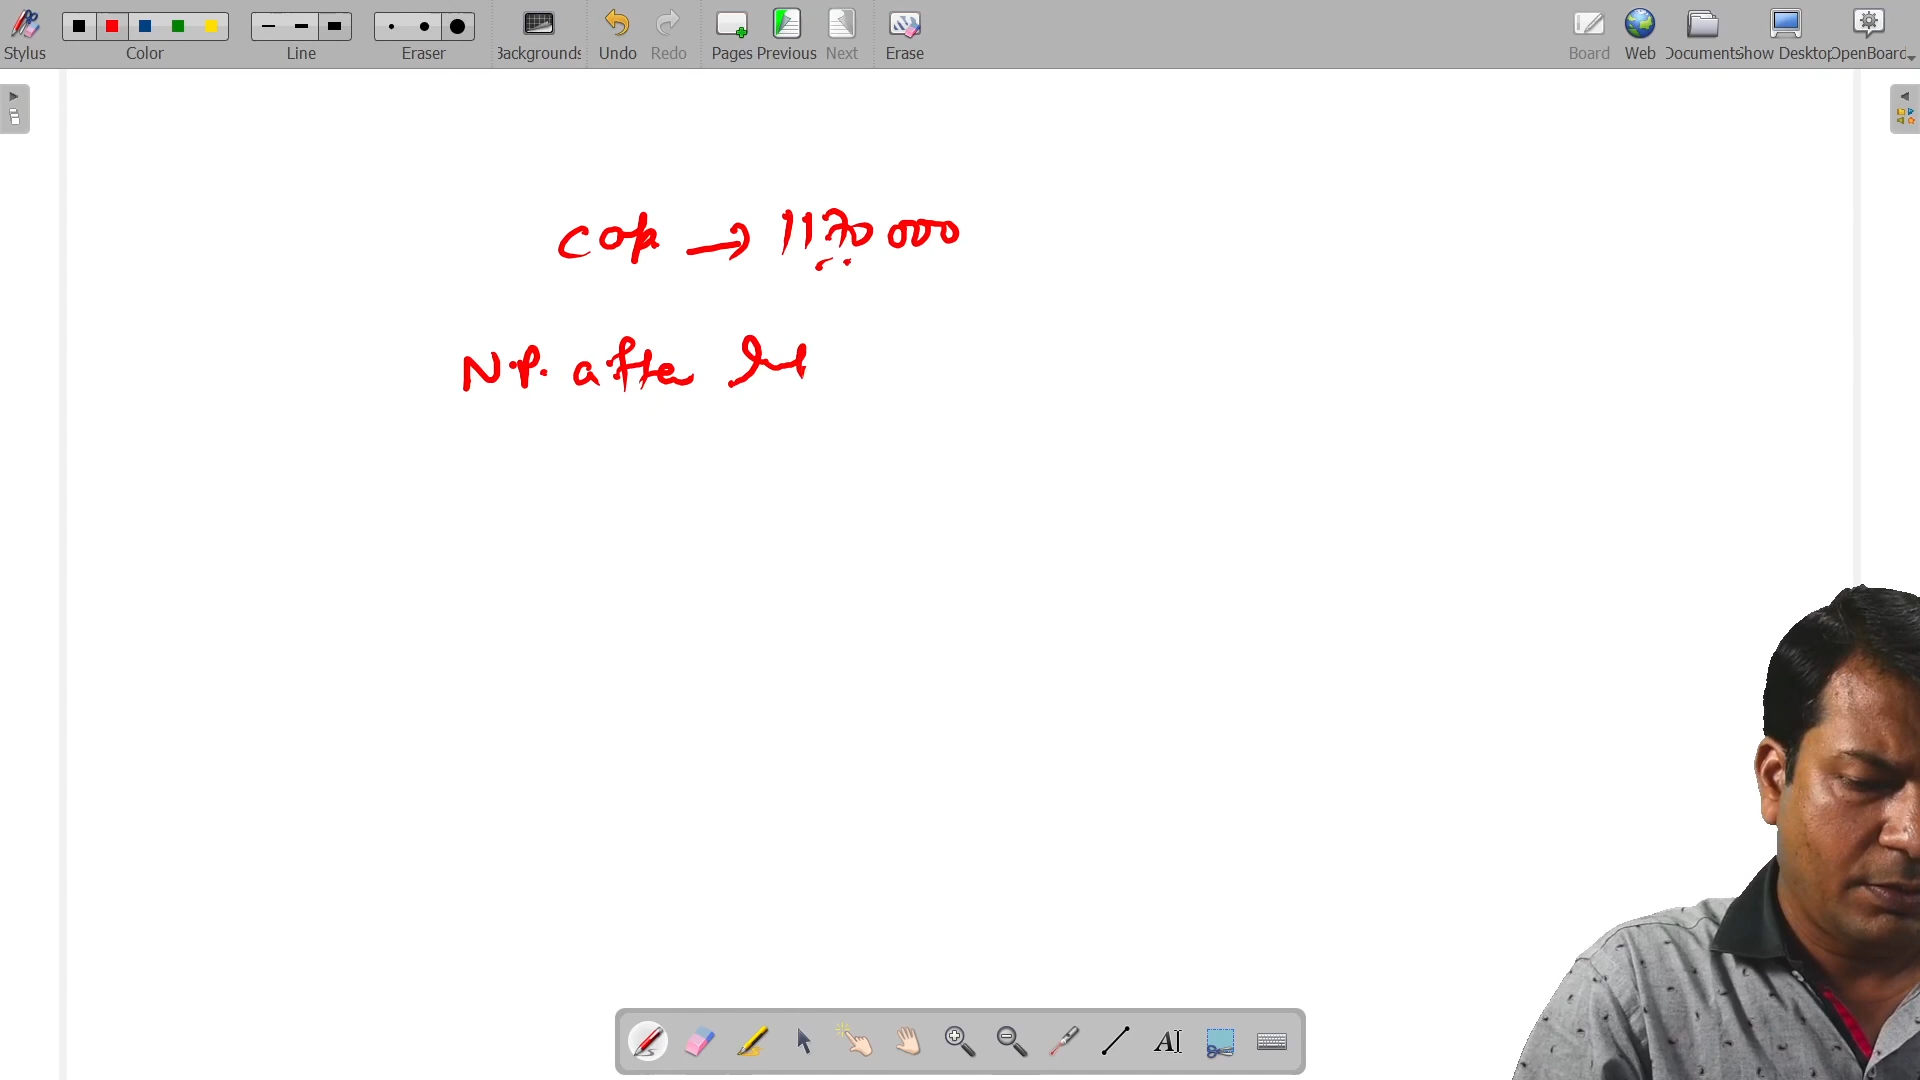 Stylus Color Line Eraser Backgrounds Undo Redo Pages Previous Next Erase Board Web Documents Show Desktop OpenBoard
cop → 1170000
N.P. after